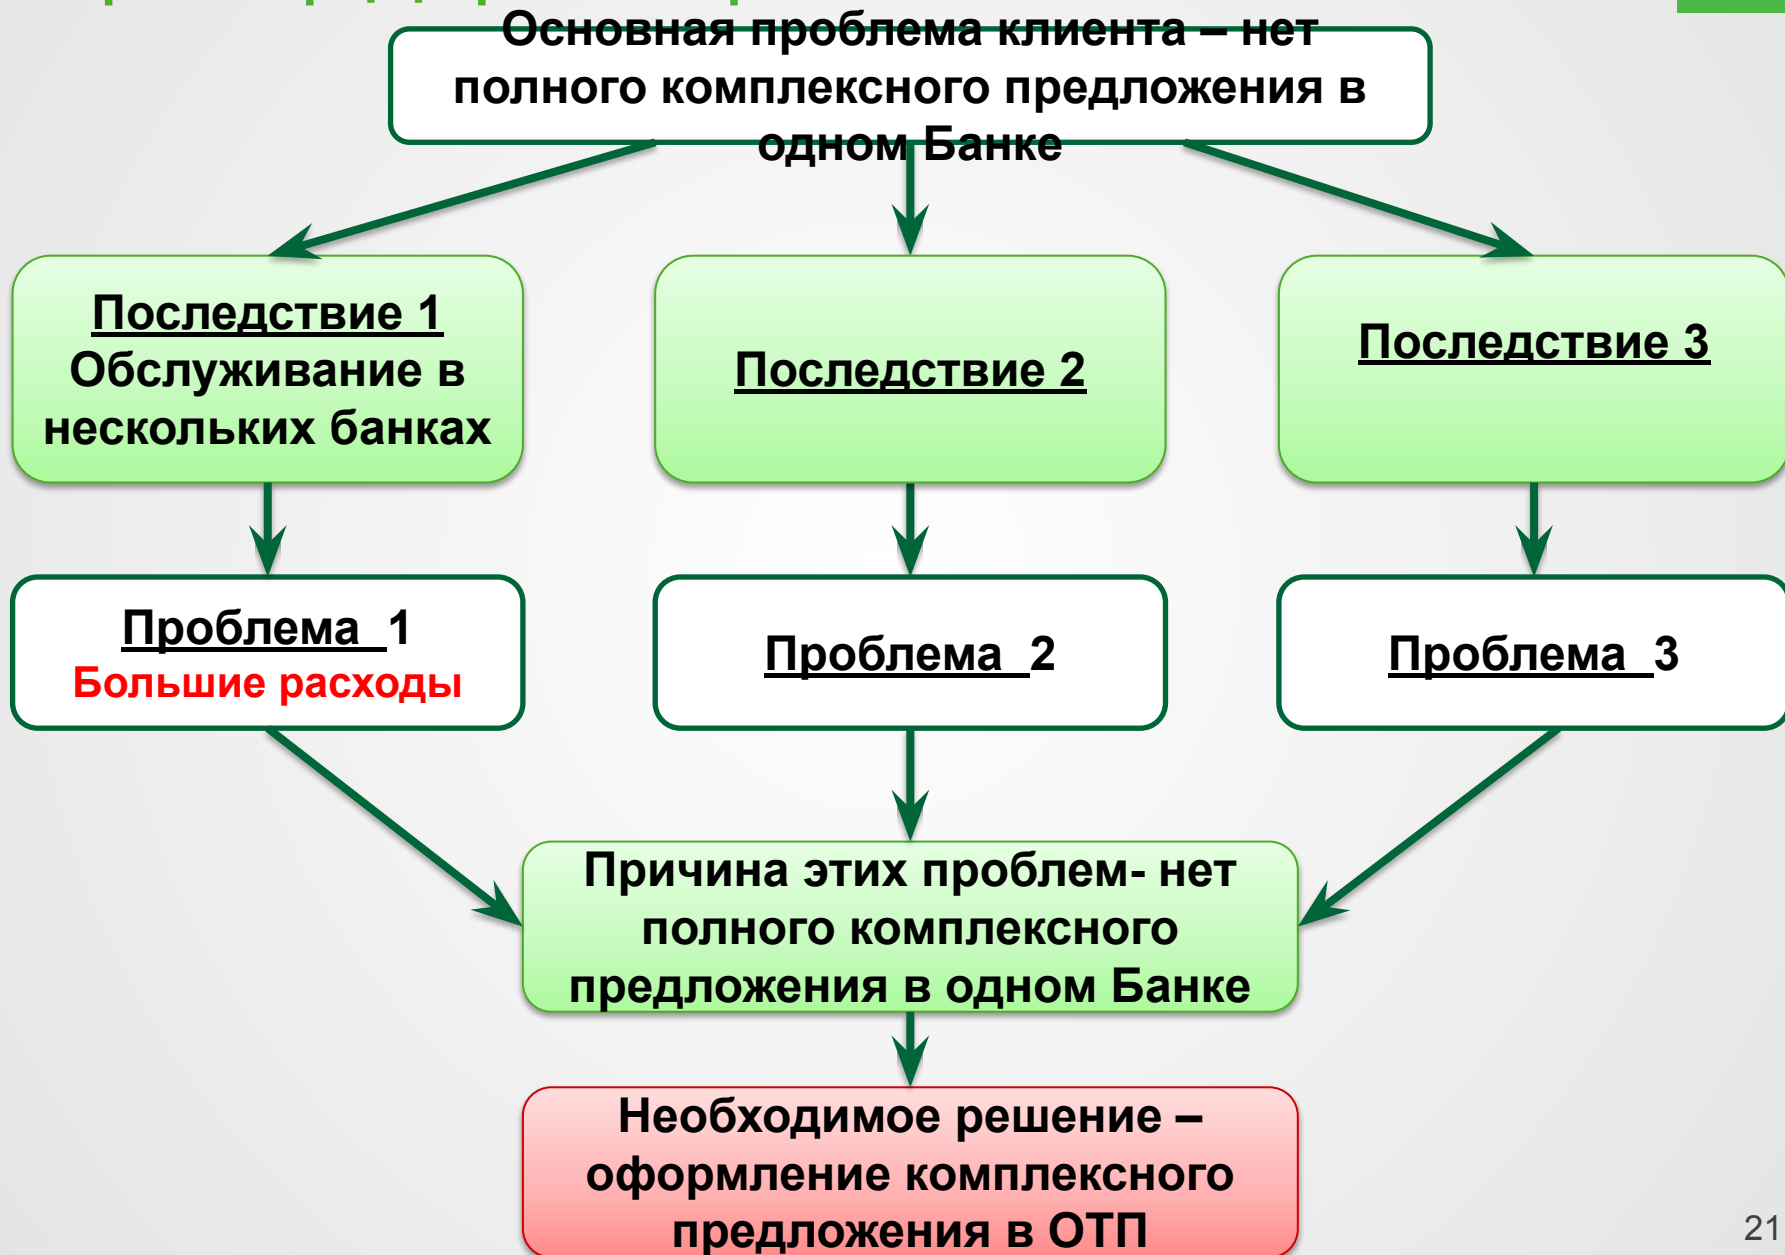 Основная проблема клиента – нет
полного комплексного предложения в
одном Банке
Последствие 1
Обслуживание в
нескольких банках
Последствие 2
Последствие 3
Проблема 1
Большие расходы
Проблема 2
Проблема 3
Причина этих проблем- нет
полного комплексного
предложения в одном Банке
Необходимое решение –
оформление комплексного
предложения в ОТП
21